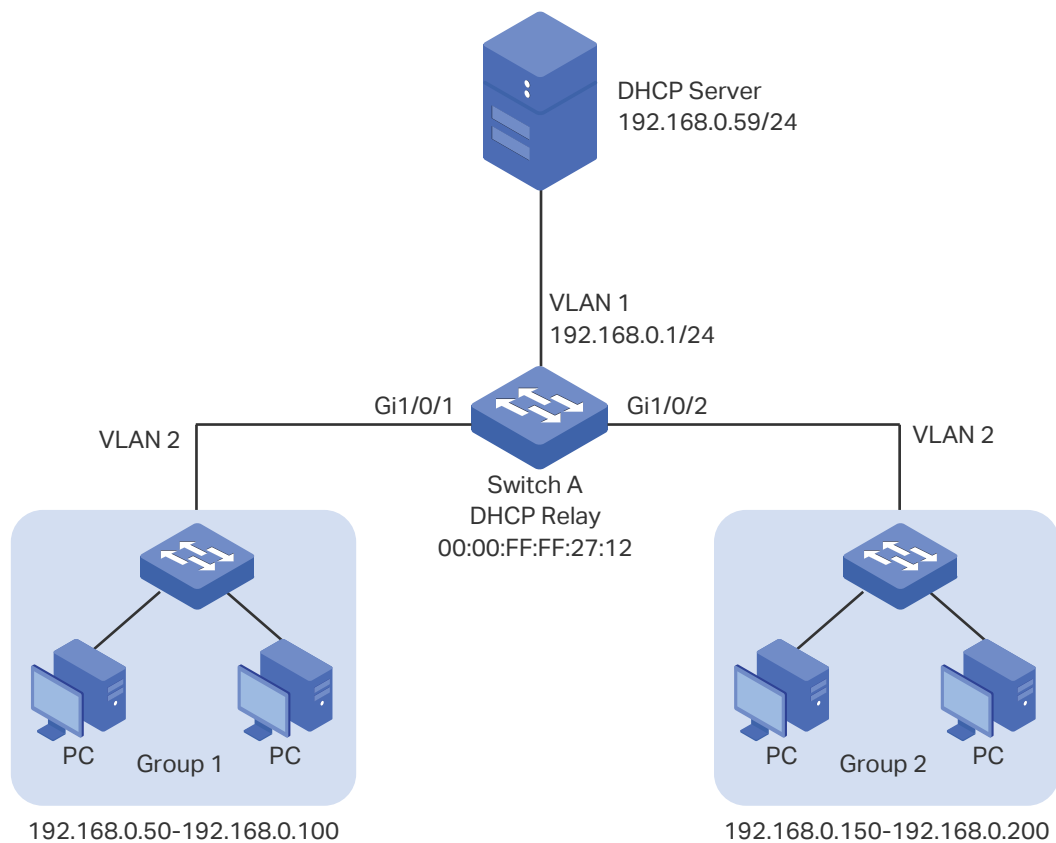 DHCP Server
192.168.0.59/24
VLAN 1
192.168.0.1/24
Gi1/0/1
Gi1/0/2
VLAN 2
VLAN 2
Switch A
DHCP Relay
00:00:FF:FF:27:12
PC
Group 1
PC
PC
Group 2
PC
192.168.0.50-192.168.0.100
192.168.0.150-192.168.0.200